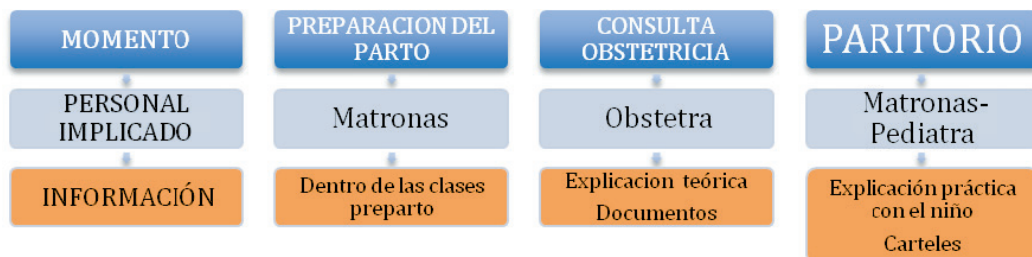 MOMENTO
PERSONAL
IMPLICADO
INFORMACIÓN
PREPARACION DEL
PARTO
Matronas
Dentro de las clases
preparto
CONSULTA
OBSTETRICIA
Obstetra
Explicacion teórica
Documentos
PARITORIO
Matronas-
Pediatra
Explicación práctica
con el niño
Carteles